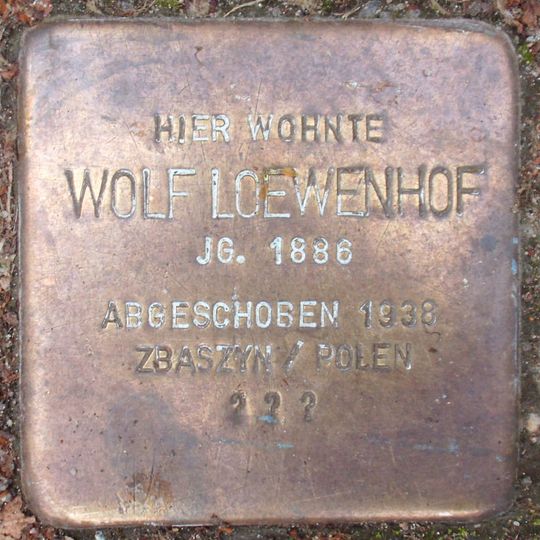 HIER WOHNTE
WOLF LOEWENHOF
JG. 1886
ABGESCHOBEN 1938
ZBASZYN / POLEN
? ? ?